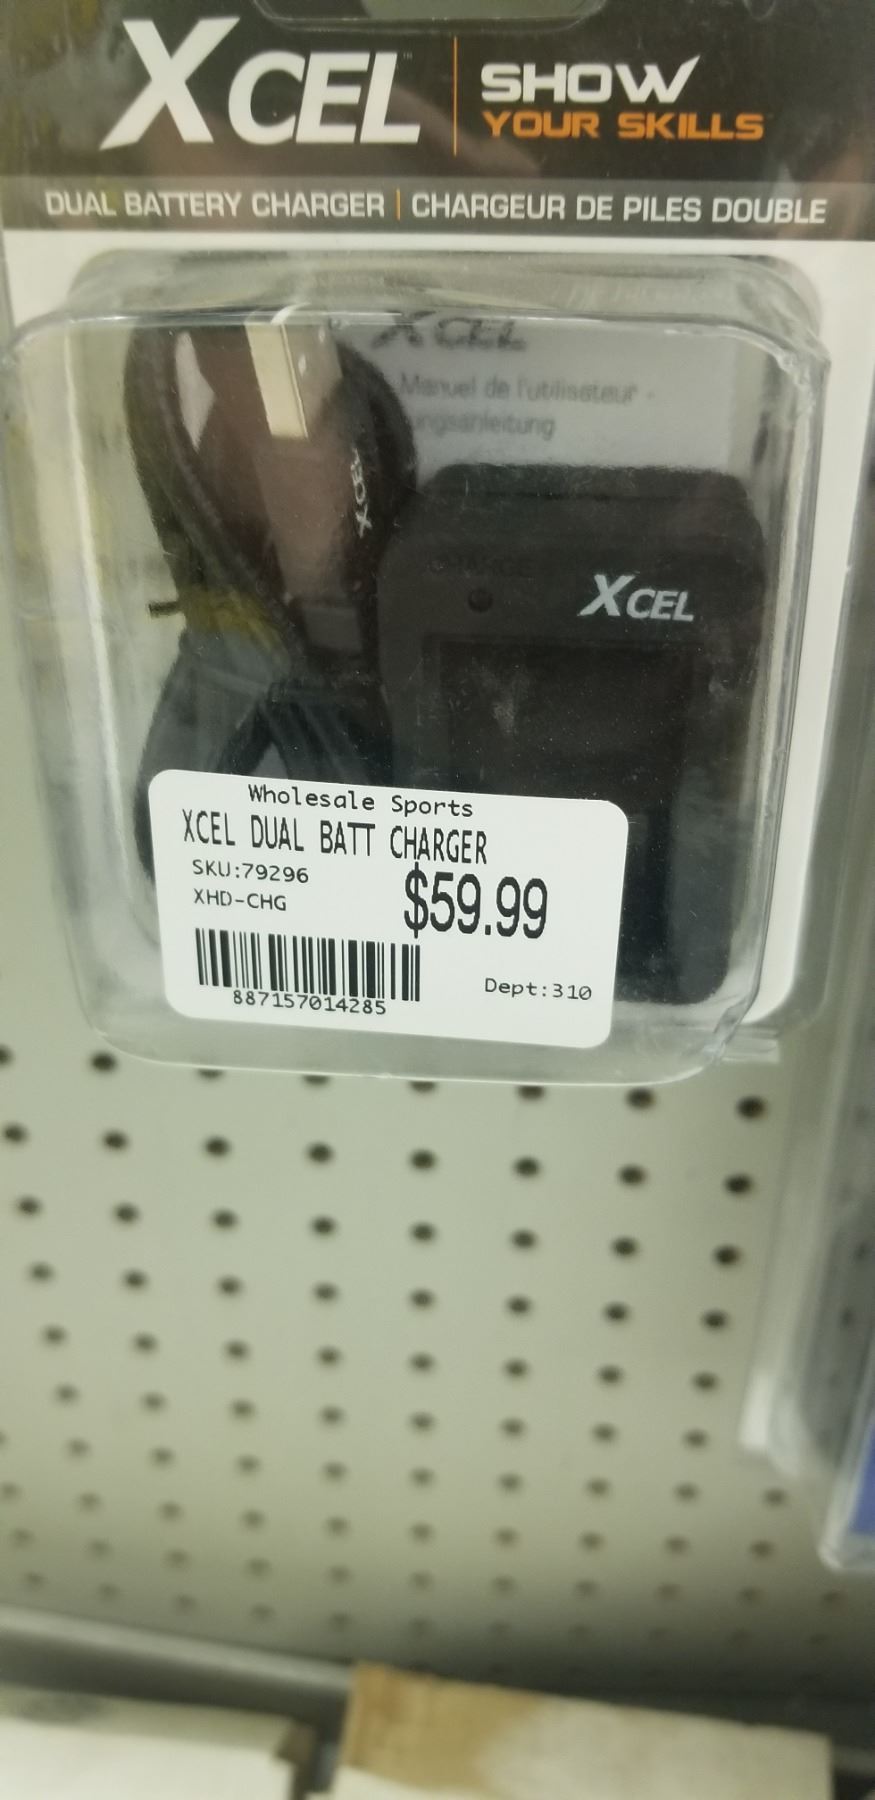 XCEL
SHOW
YOUR SKILLS
DUAL BATTERY CHARGER | CHARGEUR DE PILES DOUBLE
XCEL
Manuel de l'utilisateur -
XCEL
CHARGE
XCEL
Wholesale Sports
XCEL DUAL BATT CHARGER
SKU:79296
$59.99
XHD-CHG
Dept:310
887157014285